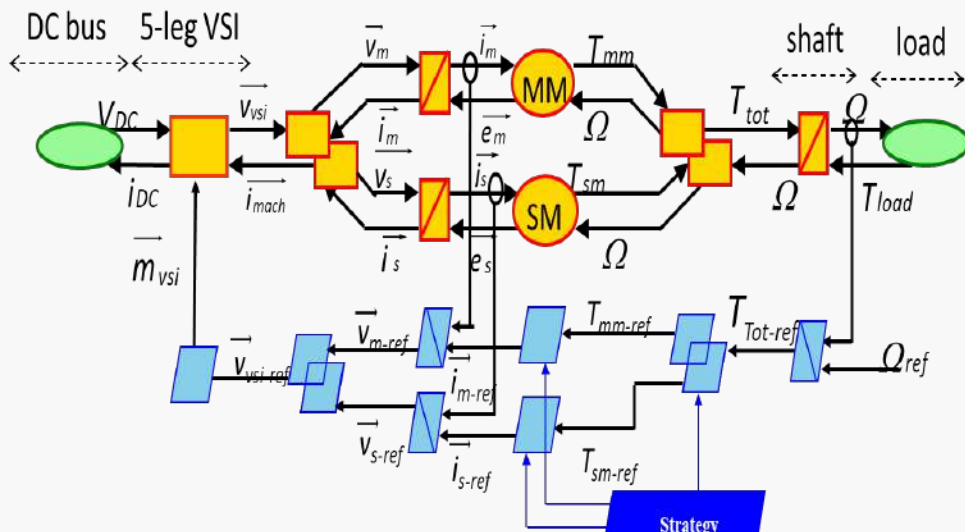 DC bus
5-leg VSI
shaft
load
V_DC
v_vsi
v_m
i_m
T_mm
MM
i_m
e_m
Ω
T_tot
Ω
i_DC
i_mach
v_s
i_s
T_sm
SM
Ω
T_load
m_vsi
i_s
e_s
Ω
v_m-ref
T_mm-ref
T_Tot-ref
v_vsi-ref
i_m-ref
Ω_ref
v_s-ref
i_s-ref
T_sm-ref
Strategy